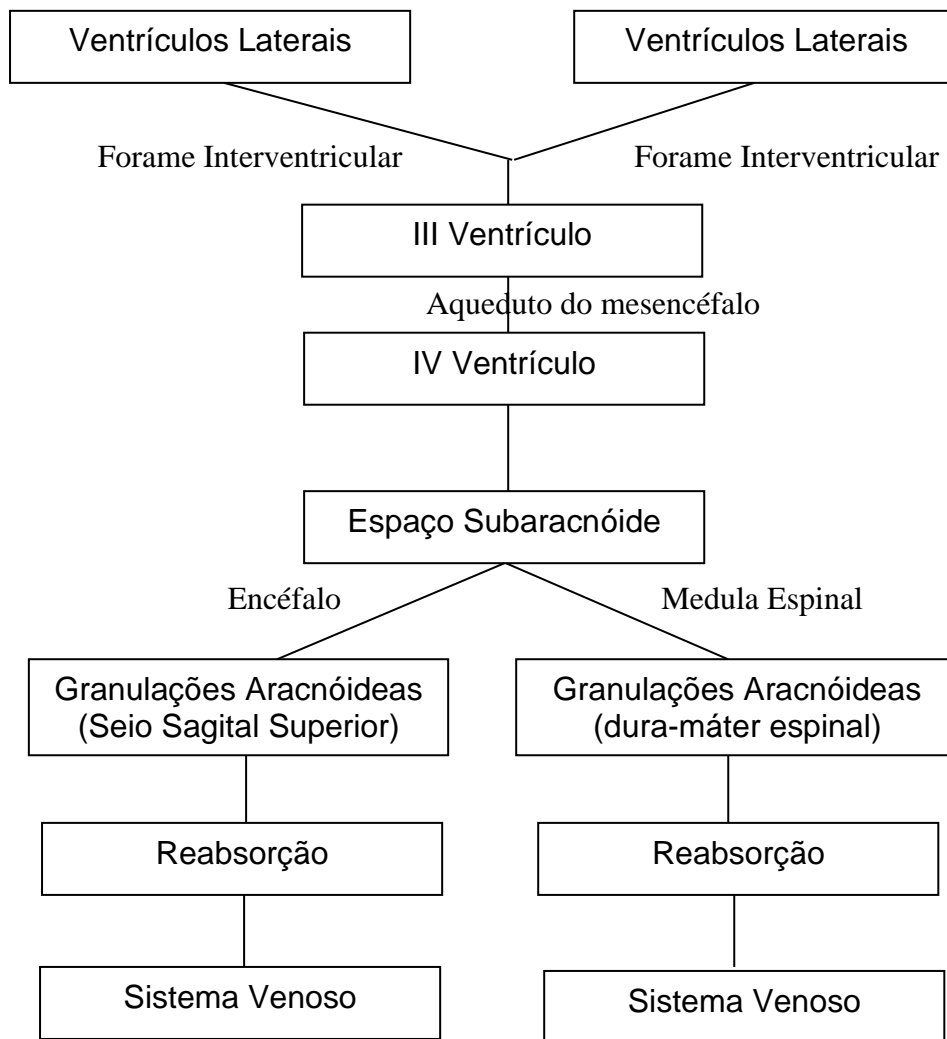 Ventrículos Laterais
Ventrículos Laterais
Forame Interventricular
Forame Interventricular
III Ventrículo
Aqueduto do mesencéfalo
IV Ventrículo
Espaço Subaracnóide
Encéfalo
Medula Espinal
Granulações Aracnóideas
(Seio Sagital Superior)
Granulações Aracnóideas
(dura-máter espinal)
Reabsorção
Reabsorção
Sistema Venoso
Sistema Venoso